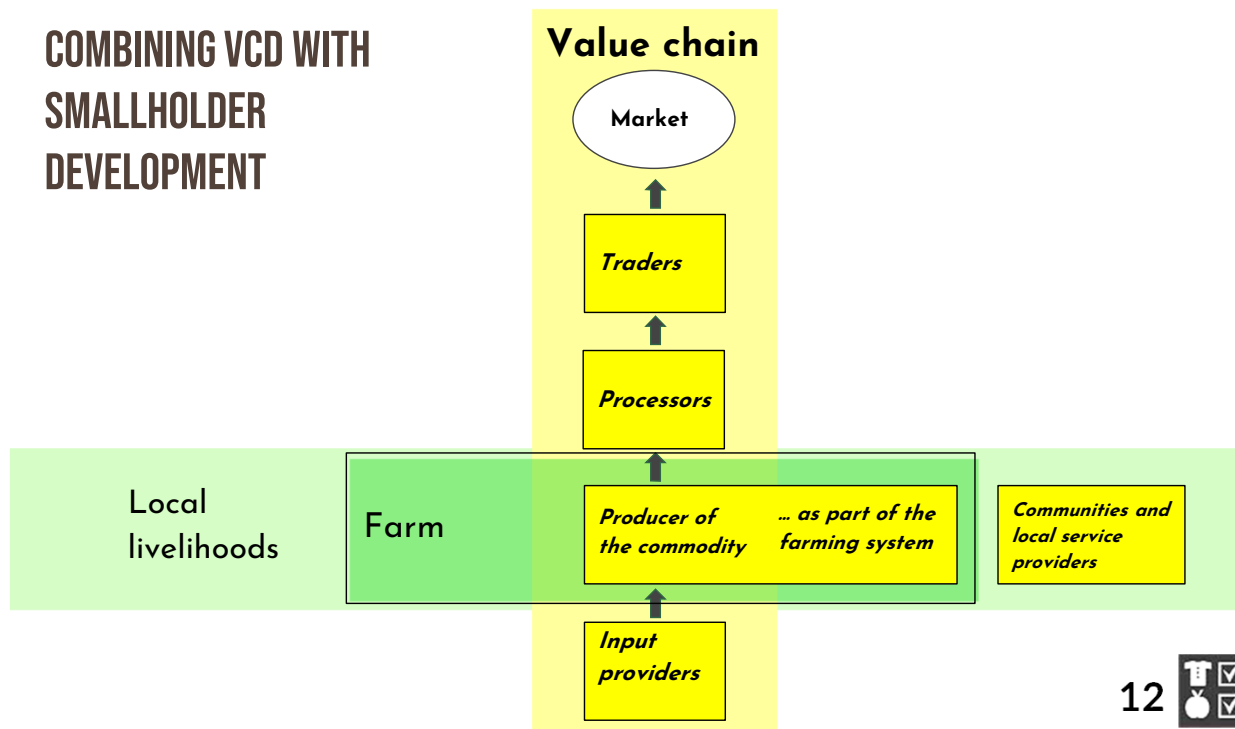 COMBINING VCD WITH
SMALLHOLDER
DEVELOPMENT
Value chain
Market
Traders
Processors
Local
livelihoods
Farm
Producer of
the commodity
... as part of the
farming system
Communities and
local service
providers
Input
providers
12